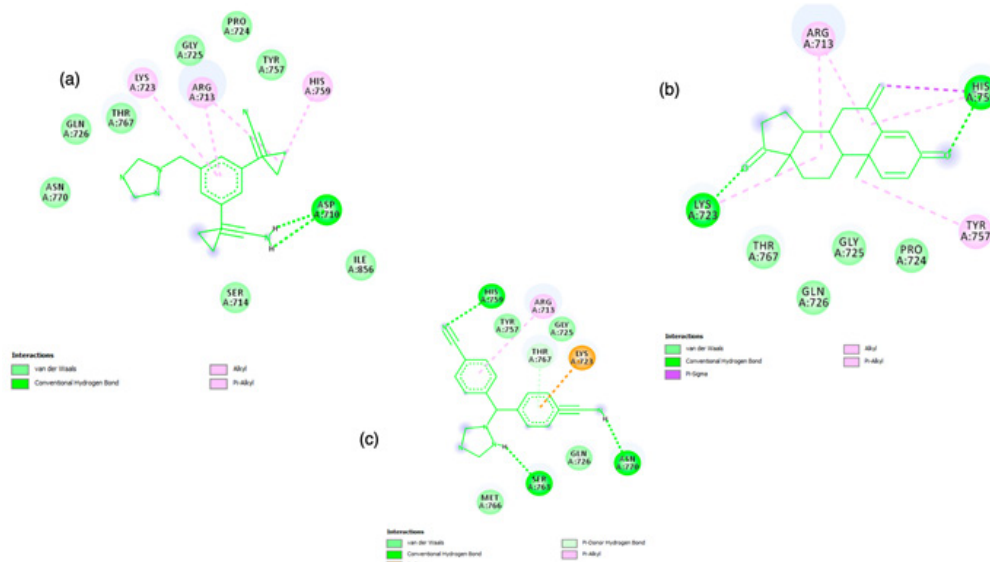 (a)
PRO
A:724
GLY
A:725
TYR
A:757
LYS
A:723
ARG
A:713
HIS
A:759
THR
A:767
GLN
A:726
ASN
A:770
ASP
A:710
ILE
A:856
SER
A:714
H
H
Interactions
van der Waals
Conventional Hydrogen Bond
Alkyl
Pi-Alkyl
(b)
ARG
A:713
HIS
LYS
A:723
TYR
A:757
THR
A:767
GLY
A:725
PRO
A:724
GLN
A:726
Interactions
van der Waals
Conventional Hydrogen Bond
Pi-Sigma
Alkyl
Pi-Alkyl
(c)
HIS
A:759
ARG
A:713
TYR
A:757
GLY
A:725
THR
A:767
LYS
A:723
GLN
A:726
ASN
A:770
SER
MET
A:766
H
H
Interactions
van der Waals
Conventional Hydrogen Bond
Pi-Donor Hydrogen Bond
Pi-Alkyl